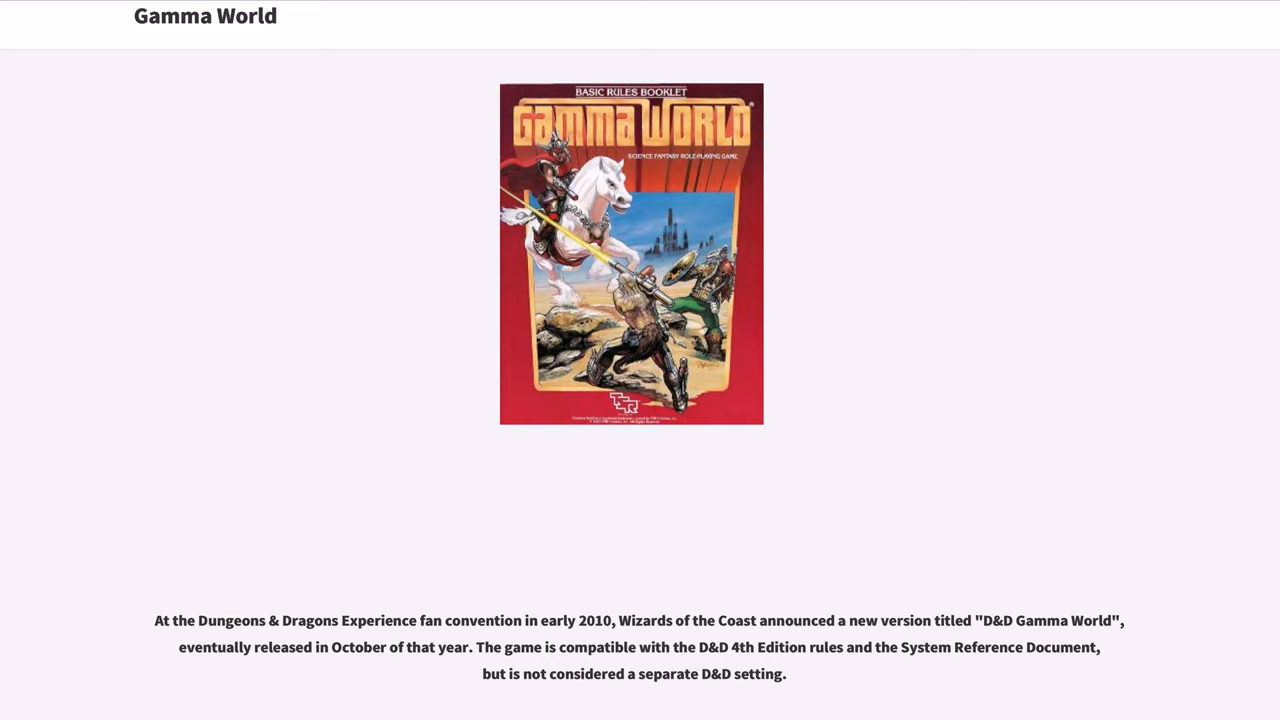 Gamma World
BASIC RULES BOOKLET
GAMMA WORLD®
SCIENCE FANTASY ROLE-PLAYING GAME
TSR
At the Dungeons & Dragons Experience fan convention in early 2010, Wizards of the Coast announced a new version titled "D&D Gamma World",
eventually released in October of that year. The game is compatible with the D&D 4th Edition rules and the System Reference Document,
but is not considered a separate D&D setting.